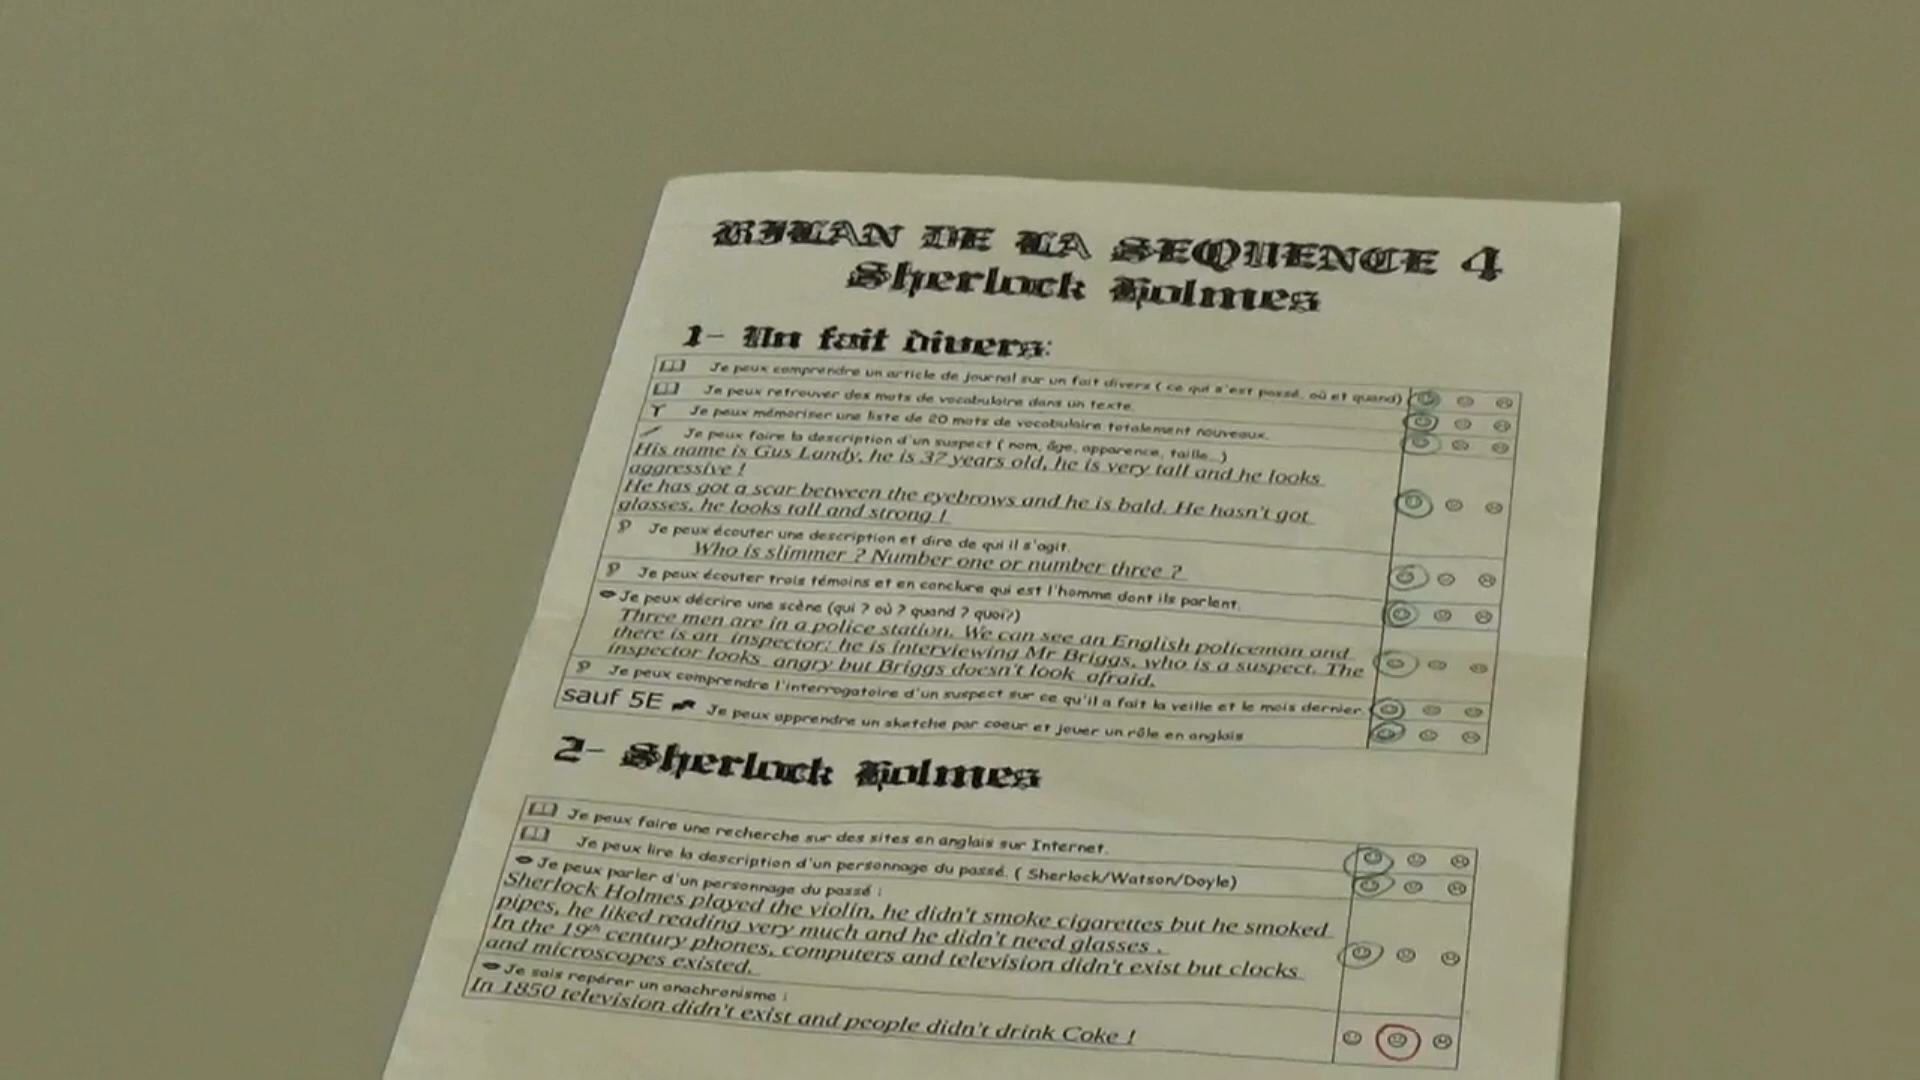 BILAN DE LA SEQUENCE 4
Sherlock Holmes
1- Un fait divers:
Je peux comprendre un article de journal sur un fait divers ( ce qui s'est passé, où et quand)
Je peux retrouver des mots de vocabulaire dans un texte.
Je peux mémoriser une liste de 20 mots de vocabulaire totalement nouveaux.
Je peux faire la description d'un suspect ( nom, âge, apparence, taille...)
His name is Gus Landy, he is 37 years old, he is very tall and he looks
aggressive !
He has got a scar between the eyebrows and he is bald. He hasn't got
glasses, he looks tall and strong !
Je peux écouter une description et dire de qui il s'agit.
Who is slimmer ? Number one or number three ?
Je peux écouter trois témoins et en conclure qui est l'homme dont ils parlent.
Je peux décrire une scène (qui ? où ? quand ? quoi?)
Three men are in a police station. We can see an English policeman and
there is an inspector: he is interviewing Mr Briggs, who is a suspect. The
inspector looks angry but Briggs doesn't look afraid.
Je peux comprendre l'interrogatoire d'un suspect sur ce qu'il a fait la veille et le mois dernier.
sauf 5E Je peux apprendre un sketche par coeur et jouer un rôle en anglais
2- Sherlock Holmes
Je peux faire une recherche sur des sites en anglais sur Internet.
Je peux lire la description d'un personnage du passé. ( Sherlock/Watson/Doyle)
Je peux parler d'un personnage du passé :
Sherlock Holmes played the violin, he didn't smoke cigarettes but he smoked
pipes, he liked reading very much and he didn't need glasses .
In the 19th century phones, computers and television didn't exist but clocks
and microscopes existed.
Je sais repérer un anachronisme :
In 1850 television didn't exist and people didn't drink Coke !